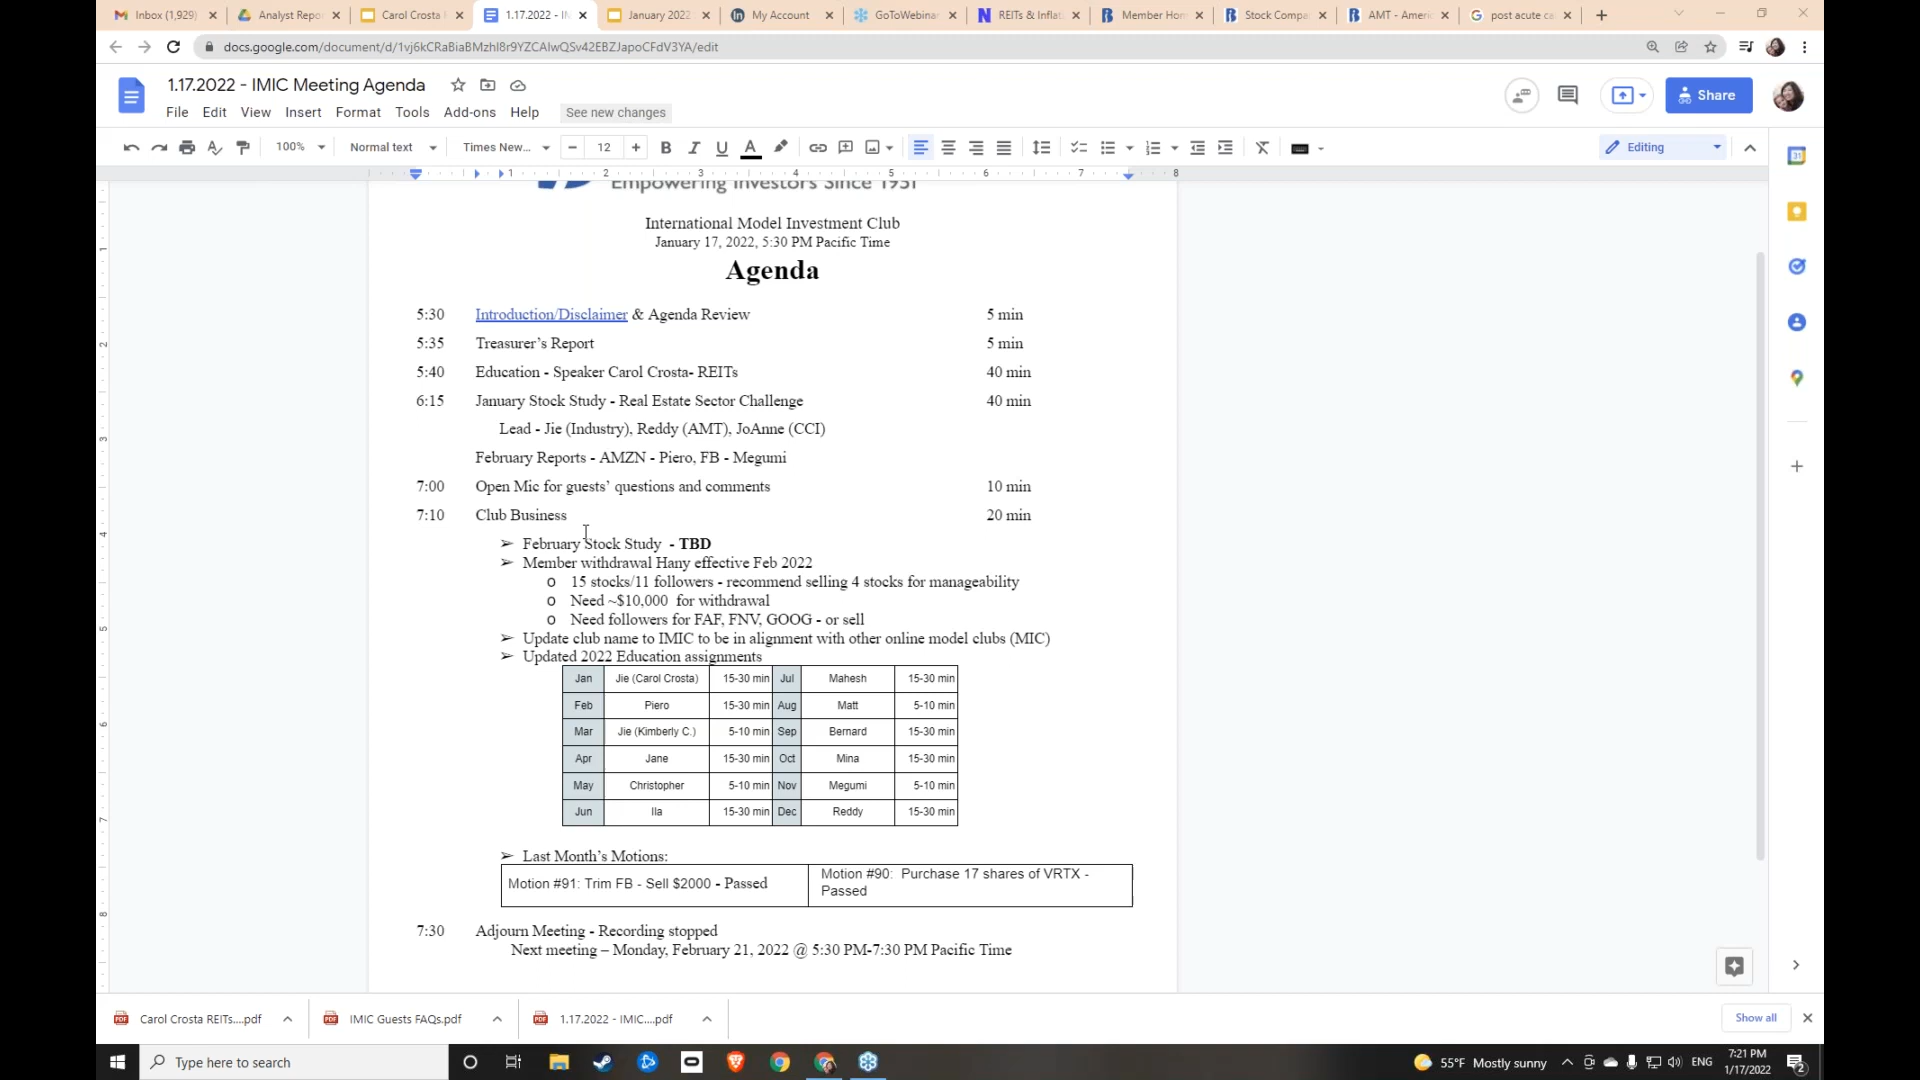 Inbox (1,929)
Analyst Repo
Carol Crosta
1.17.2022 - IM
January 2022
My Account
GoToWebinar
REITs & Infla
Member Hom
Stock Compa
AMT - Ameri
post acute ca
docs.google.com/document/d/1vj6kCRaBiaBMzhl8r9YZCAlwQSv42EBZJapoCFdV3YA/edit
1.17.2022 - IMIC Meeting Agenda
File Edit View Insert Format Tools Add-ons Help See new changes
Share
100% Normal text Times New... 12 B I U A Editing
1 2 3 4 5 6 7 8
Empowering Investors Since 1951
International Model Investment Club
January 17, 2022, 5:30 PM Pacific Time
Agenda
5:30 Introduction/Disclaimer & Agenda Review 5 min
5:35 Treasurer’s Report 5 min
5:40 Education - Speaker Carol Crosta- REITs 40 min
6:15 January Stock Study - Real Estate Sector Challenge 40 min
Lead - Jie (Industry), Reddy (AMT), JoAnne (CCI)
February Reports - AMZN - Piero, FB - Megumi
7:00 Open Mic for guests’ questions and comments 10 min
7:10 Club Business 20 min
➢ February Stock Study - TBD
➢ Member withdrawal Hany effective Feb 2022
o 15 stocks/11 followers - recommend selling 4 stocks for manageability
o Need ~$10,000 for withdrawal
o Need followers for FAF, FNV, GOOG - or sell
➢ Update club name to IMIC to be in alignment with other online model clubs (MIC)
➢ Updated 2022 Education assignments
Jan Jie (Carol Crosta) 15-30 min Jul Mahesh 15-30 min
Feb Piero 15-30 min Aug Matt 5-10 min
Mar Jie (Kimberly C.) 5-10 min Sep Bernard 15-30 min
Apr Jane 15-30 min Oct Mina 15-30 min
May Christopher 5-10 min Nov Megumi 5-10 min
Jun Ila 15-30 min Dec Reddy 15-30 min
➢ Last Month’s Motions:
Motion #91: Trim FB - Sell $2000 - Passed
Motion #90: Purchase 17 shares of VRTX -
Passed
7:30 Adjourn Meeting - Recording stopped
Next meeting – Monday, February 21, 2022 @ 5:30 PM-7:30 PM Pacific Time
Carol Crosta REITs....pdf
IMIC Guests FAQs.pdf
1.17.2022 - IMIC....pdf
Show all
Type here to search
55°F Mostly sunny
ENG
7:21 PM
1/17/2022
2